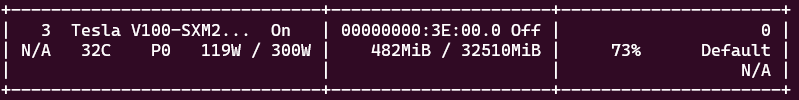 +-------------------------------+----------------------+----------------------+
|   3  Tesla V100-SXM2...  On   | 00000000:3E:00.0 Off |                    0 |
| N/A   32C    P0   119W / 300W |    482MiB / 32510MiB |     73%      Default |
|                               |                      |                  N/A |
+-------------------------------+----------------------+----------------------+